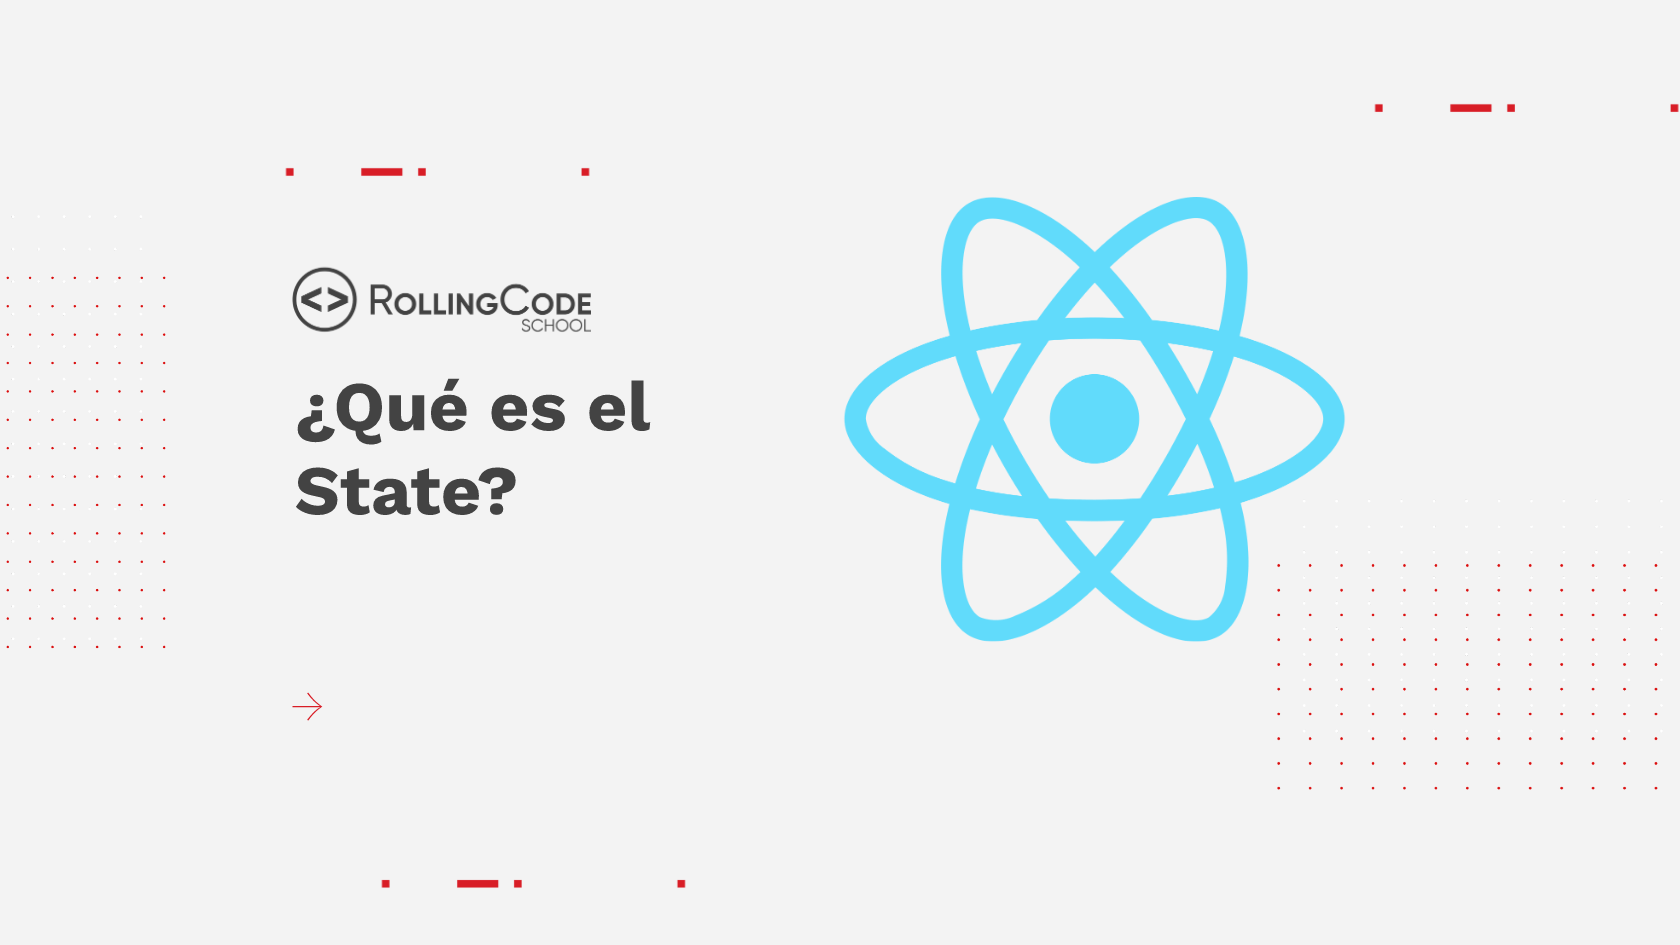 <> ROLLINGCODE
SCHOOL
¿Qué es el
State?